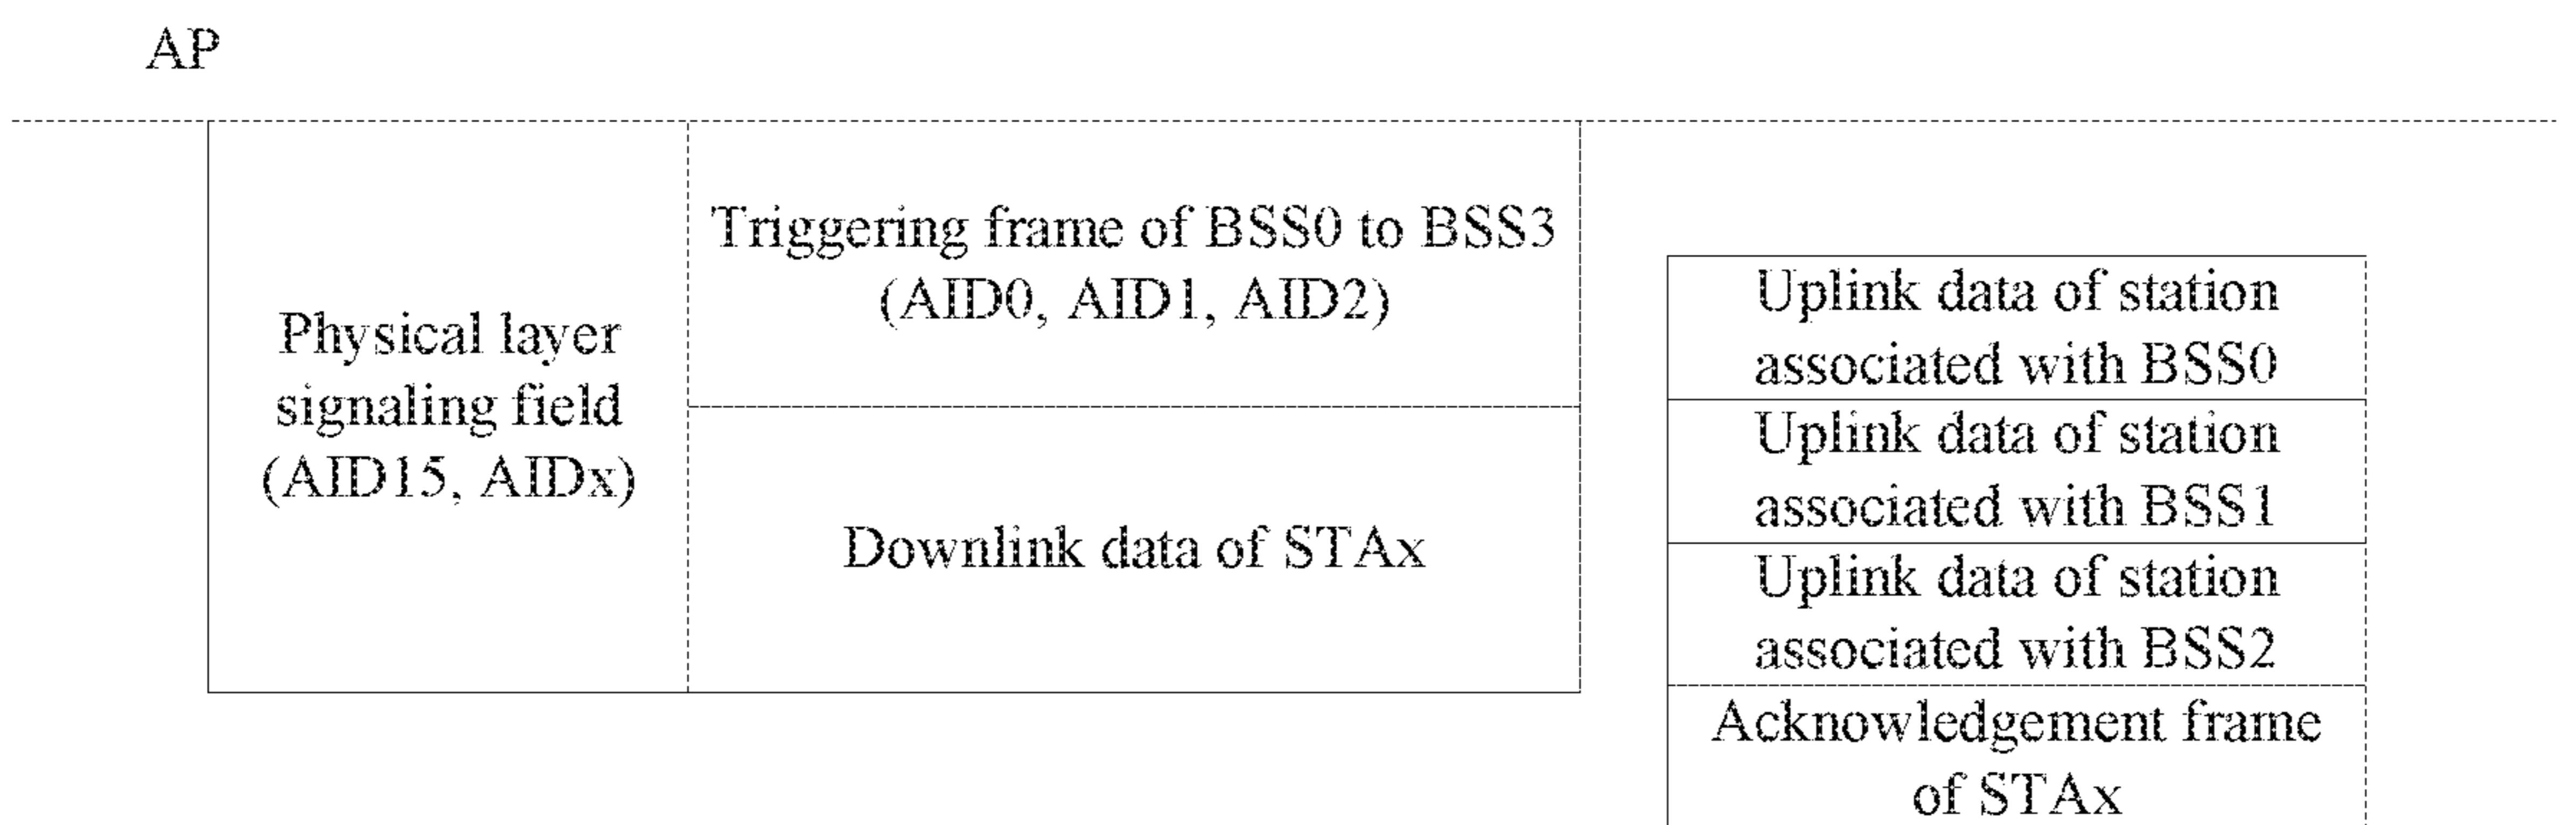 AP
Physical layer
signaling field
(AID15, AIDx)
Triggering frame of BSS0 to BSS3
(AID0, AID1, AID2)
Downlink data of STAx
Uplink data of station
associated with BSS0
Uplink data of station
associated with BSS1
Uplink data of station
associated with BSS2
Acknowledgement frame
of STAx